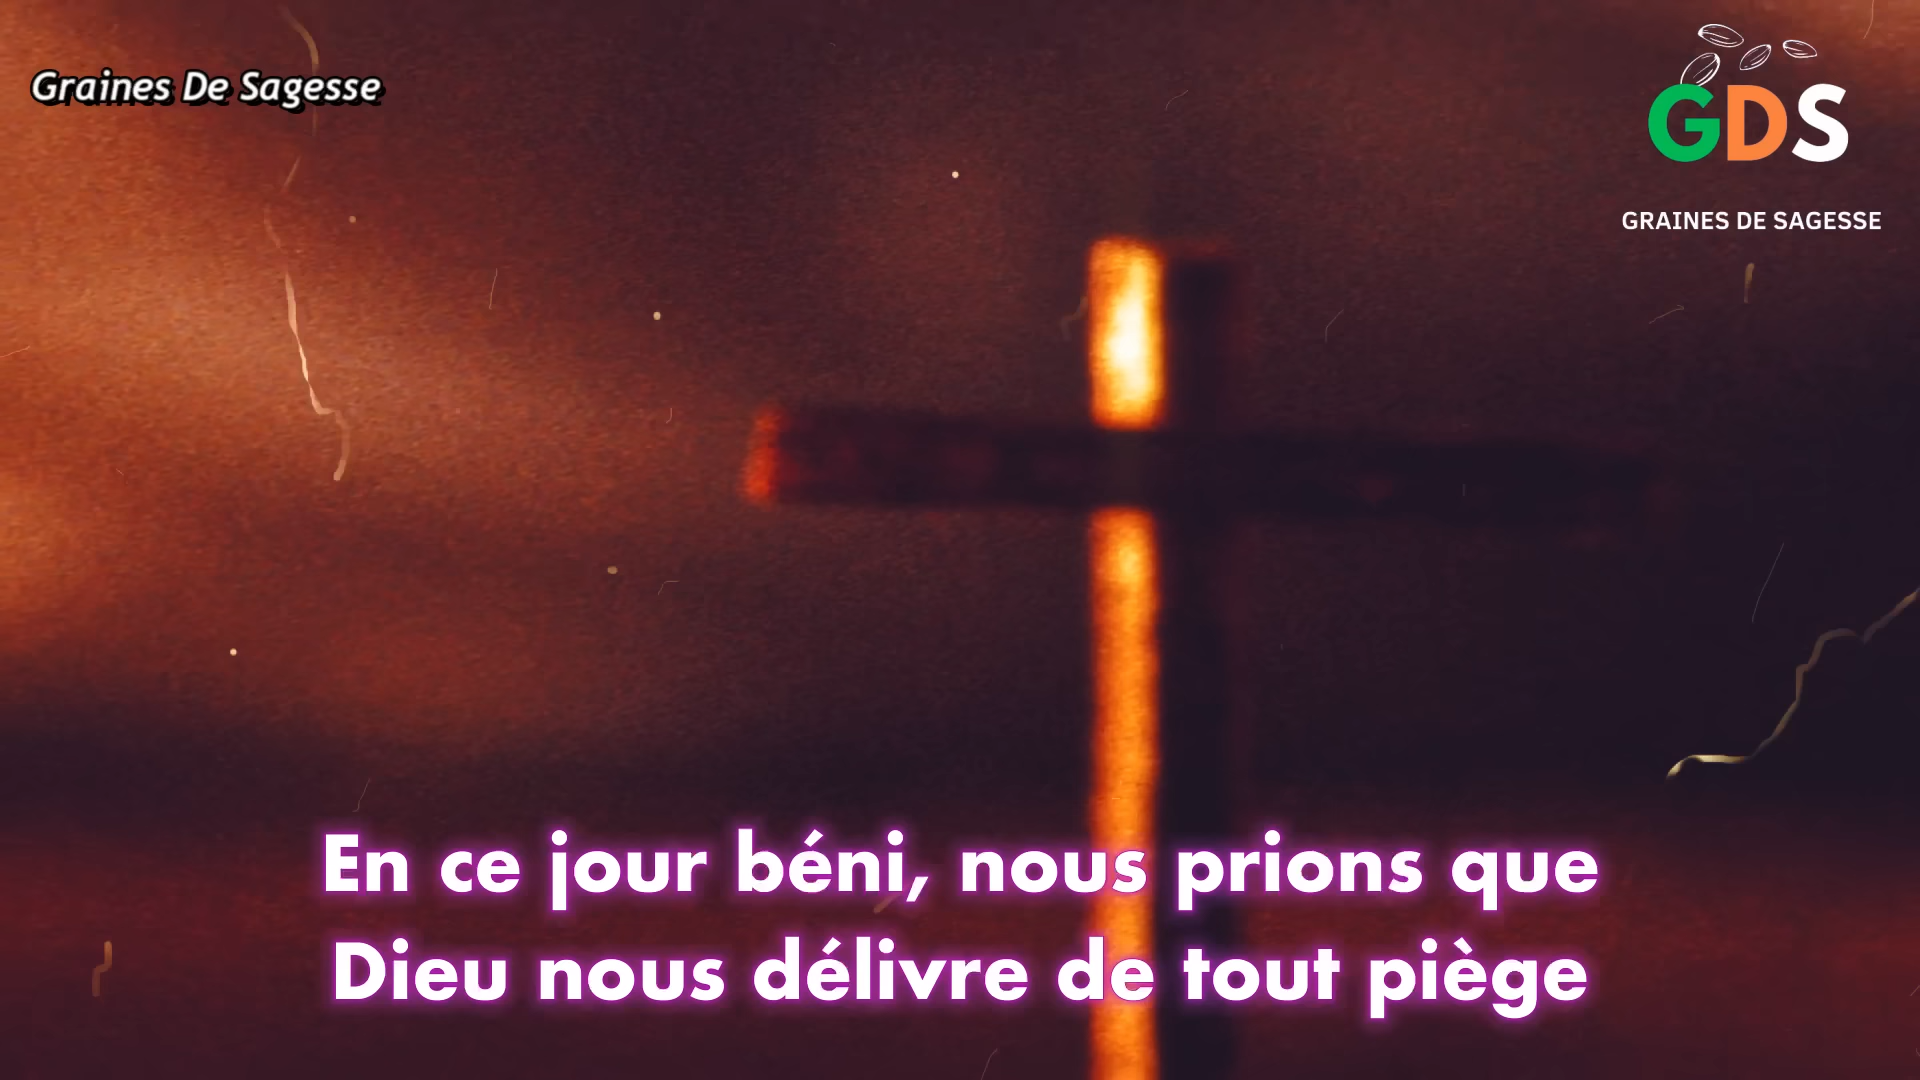 Graines De Sagesse
GDS
GRAINES DE SAGESSE
En ce jour béni, nous prions que
Dieu nous délivre de tout piège